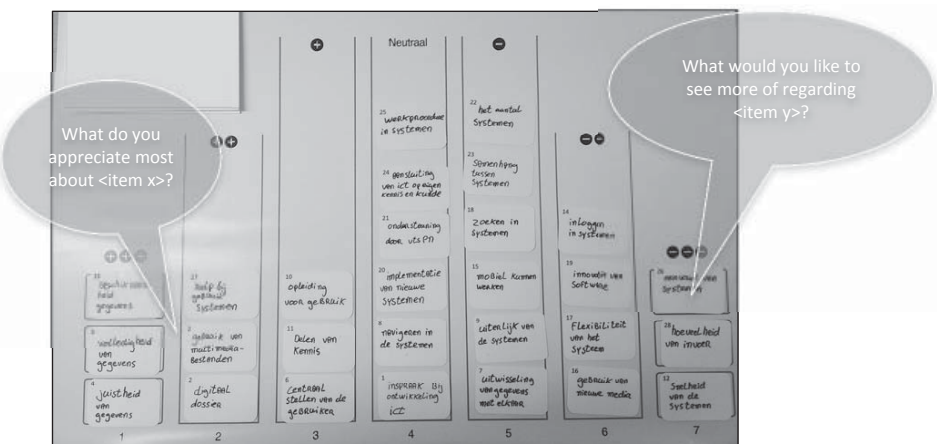 What do you
appreciate most
about <item x>?
What would you like to
see more of regarding
<item y>?
Neutraal
4
juistheid
van
gegevens
volledigheid
van
gegevens
gegevens
1
2
digitaal
dossier
gebruik van
multimedia-
bestanden
17
hulp bij
systemen
2
6
centraal
stellen van de
gebruiker
11
Delen van
Kennis
10
opleiding
voor gebruik
3
25
werkprocedure
in systemen
24
aansluiting
van ict op eigen
kennis en kunde
21
ondersteuning
door vts PN
20
implementatie
van nieuwe
systemen
8
navigeren in
de systemen
1
inspraak bij
ontwikkeling
ict
4
22
het aantal
systemen
23
samenhang
tussen
systemen
18
zoeken in
systemen
15
mobiel kunnen
werken
9
uiterlijk van
de systemen
7
uitwisseling
van gegevens
met elkaar
5
14
inloggen
in systemen
19
innovatie van
software
17
Flexibiliteit
van het
systeem
16
gebruik van
nieuwe media
6
systemen
hoeveelheid
van invoer
12
Snelheid
van de
systemen
7